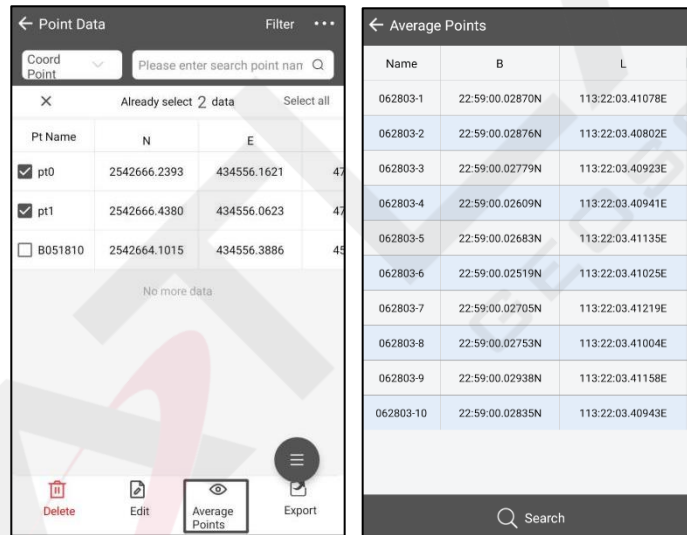 Point Data Filter
Coord Point Please enter search point nan
Already select 2 data Select all
Pt Name N E
pt0 2542666.2393 434556.1621 47
pt1 2542666.4380 434556.0623 47
B051810 2542664.1015 434556.3886 45
No more data
Delete Edit Average Points Export
Average Points
Name B L
062803-1 22:59:00.02870N 113:22:03.41078E
062803-2 22:59:00.02876N 113:22:03.40802E
062803-3 22:59:00.02779N 113:22:03.40923E
062803-4 22:59:00.02609N 113:22:03.40941E
062803-5 22:59:00.02683N 113:22:03.41135E
062803-6 22:59:00.02519N 113:22:03.41025E
062803-7 22:59:00.02705N 113:22:03.41219E
062803-8 22:59:00.02753N 113:22:03.41004E
062803-9 22:59:00.02938N 113:22:03.41158E
062803-10 22:59:00.02835N 113:22:03.40943E
Search